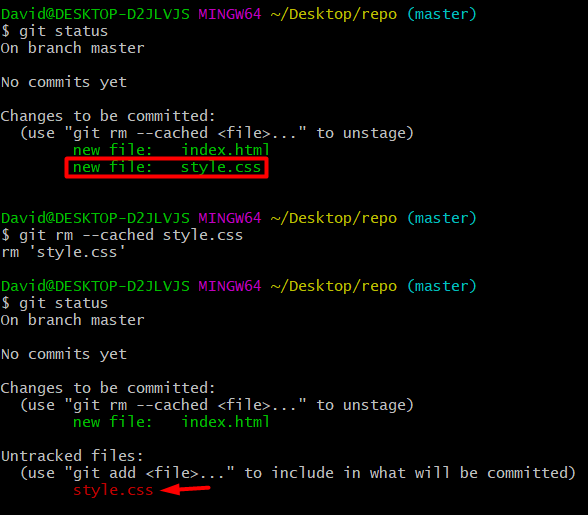 David@DESKTOP-D2JLVJS MINGW64 ~/Desktop/repo (master)
$ git status
On branch master
No commits yet
Changes to be committed:
(use "git rm --cached <file>..." to unstage)
new file: index.html
new file: style.css
David@DESKTOP-D2JLVJS MINGW64 ~/Desktop/repo (master)
$ git rm --cached style.css
rm 'style.css'
David@DESKTOP-D2JLVJS MINGW64 ~/Desktop/repo (master)
$ git status
On branch master
No commits yet
Changes to be committed:
(use "git rm --cached <file>..." to unstage)
new file: index.html
Untracked files:
(use "git add <file>..." to include in what will be committed)
style.css